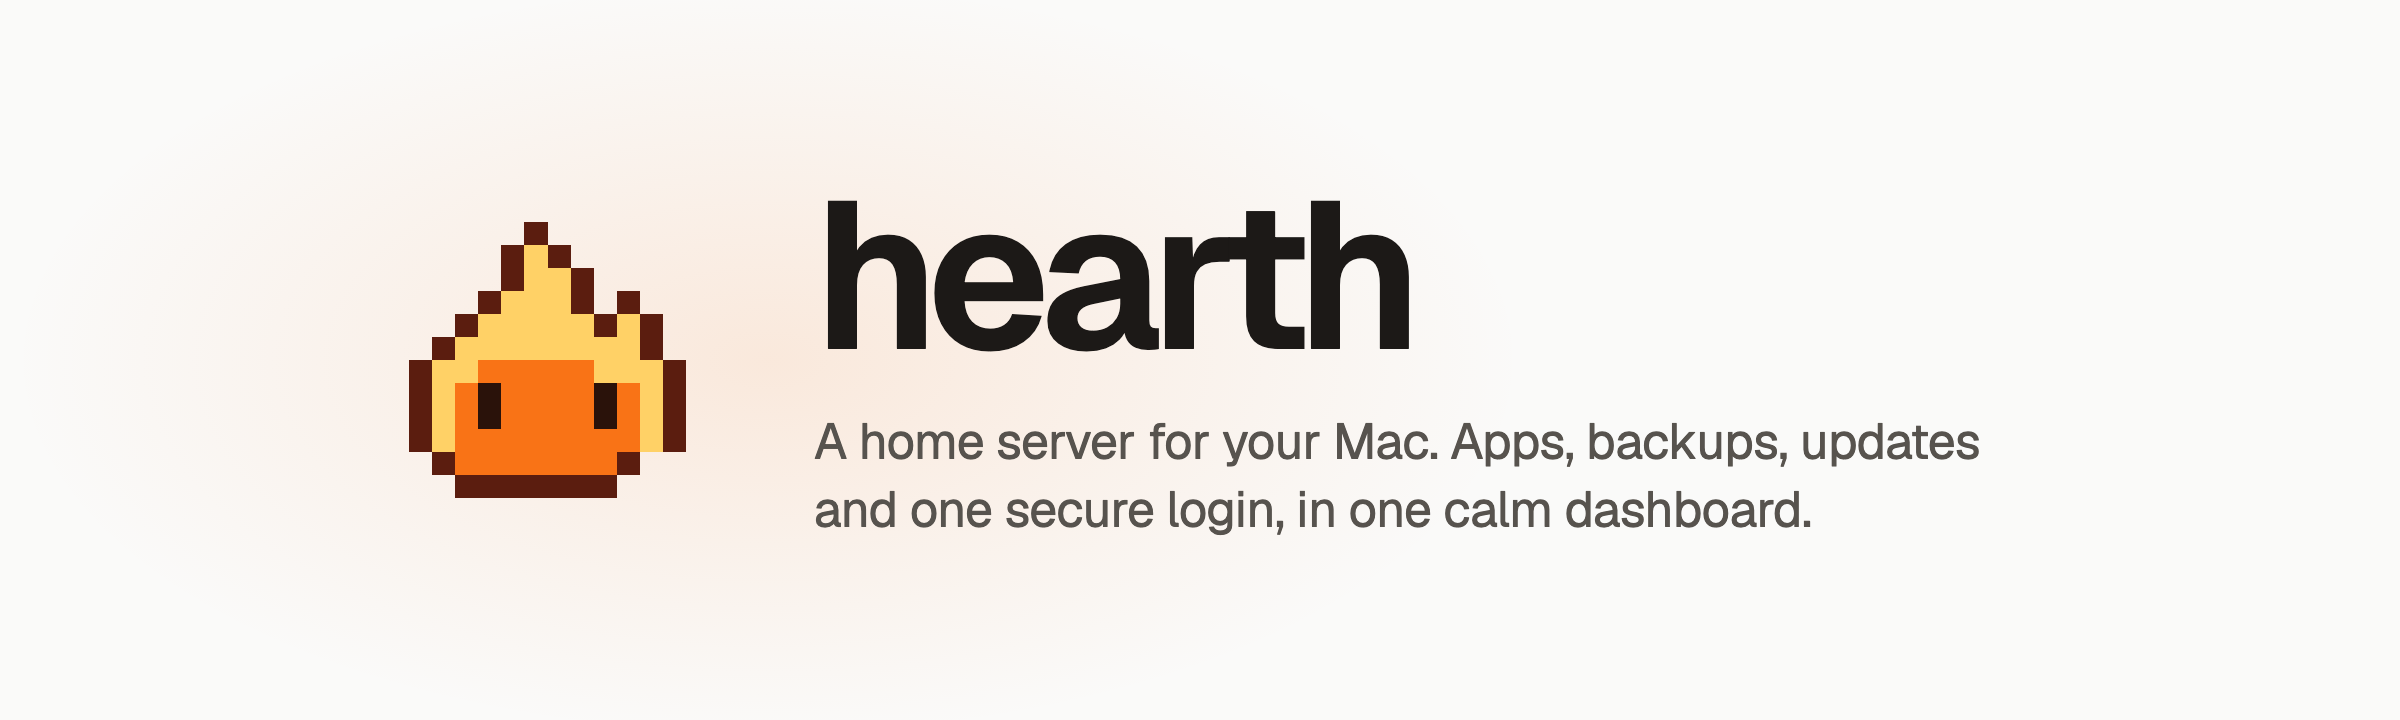 hearth
A home server for your Mac. Apps, backups, updates
and one secure login, in one calm dashboard.